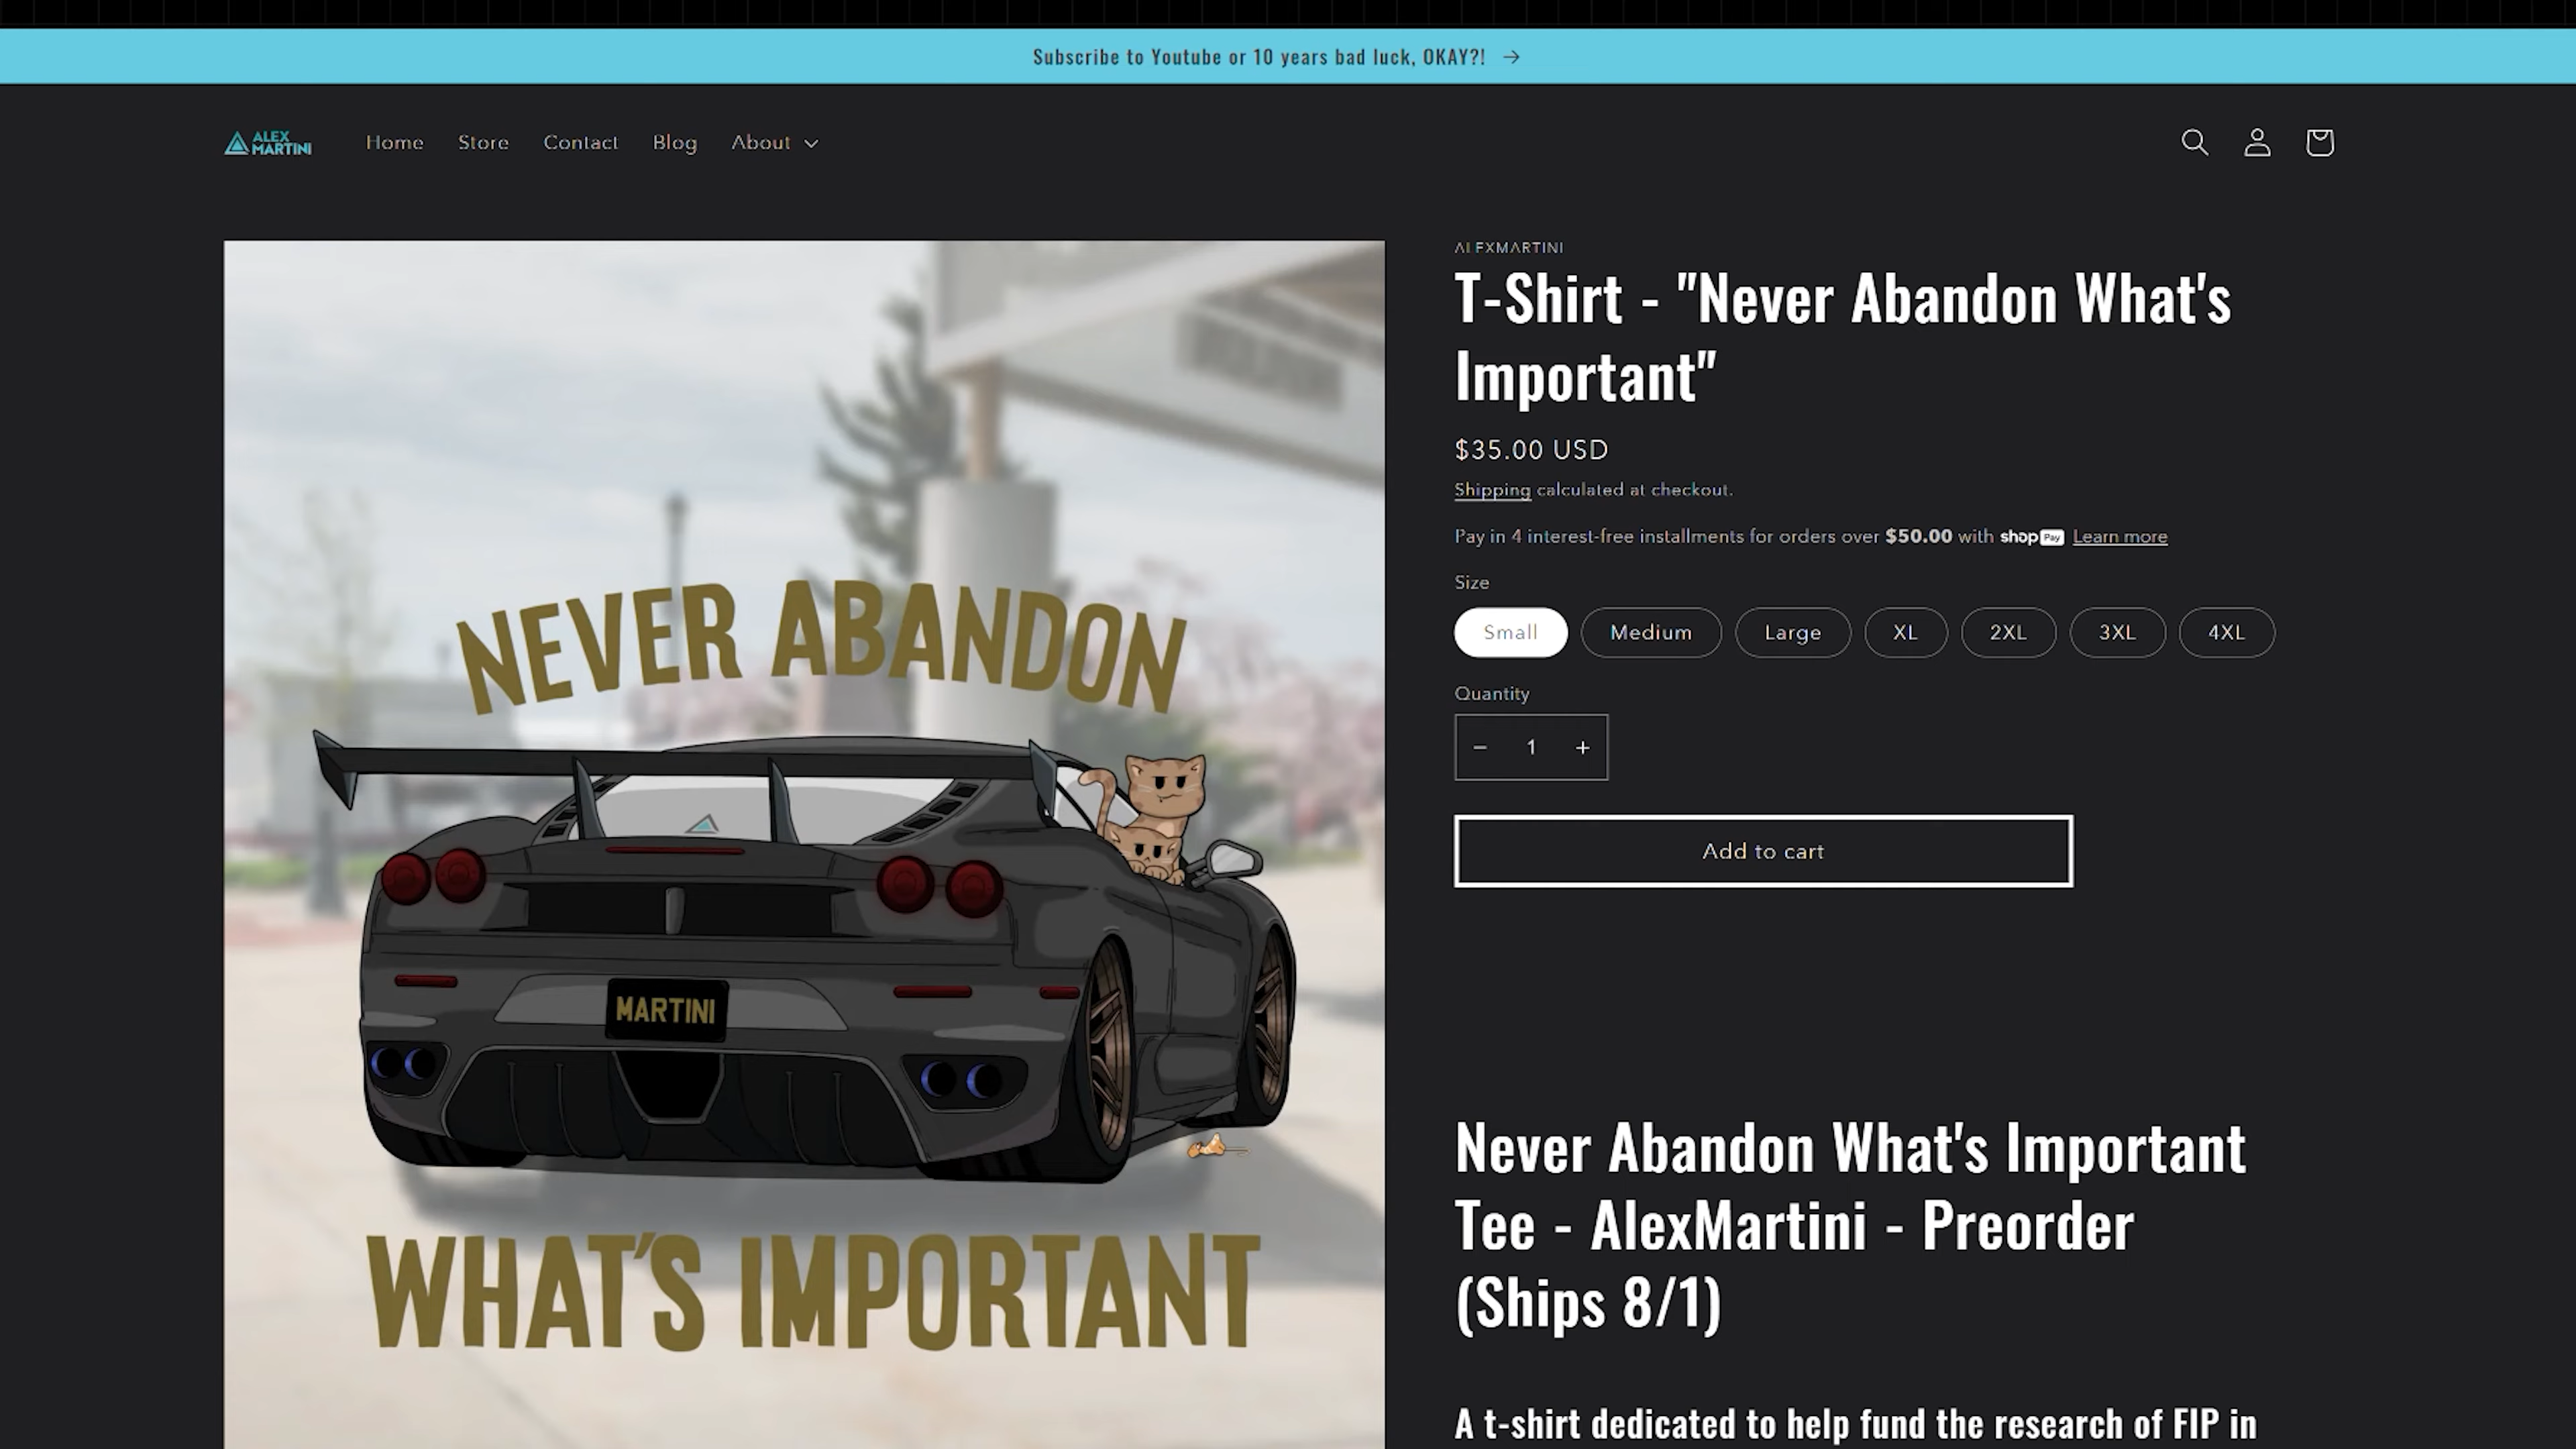 Subscribe to Youtube or 10 years bad luck, OKAY?!
ALEX
MARTINI
Home Store Contact Blog About
ALEXMARTINI
T-Shirt - "Never Abandon What's
Important"
$35.00 USD
Shipping calculated at checkout.
Pay in 4 interest-free installments for orders over $50.00 with shop Pay Learn more
Size
Small Medium Large XL 2XL 3XL 4XL
Quantity
− 1 +
Add to cart
NEVER ABANDON
MARTINI
WHAT'S IMPORTANT
Never Abandon What's Important
Tee - AlexMartini - Preorder
(Ships 8/1)
A t-shirt dedicated to help fund the research of FIP in